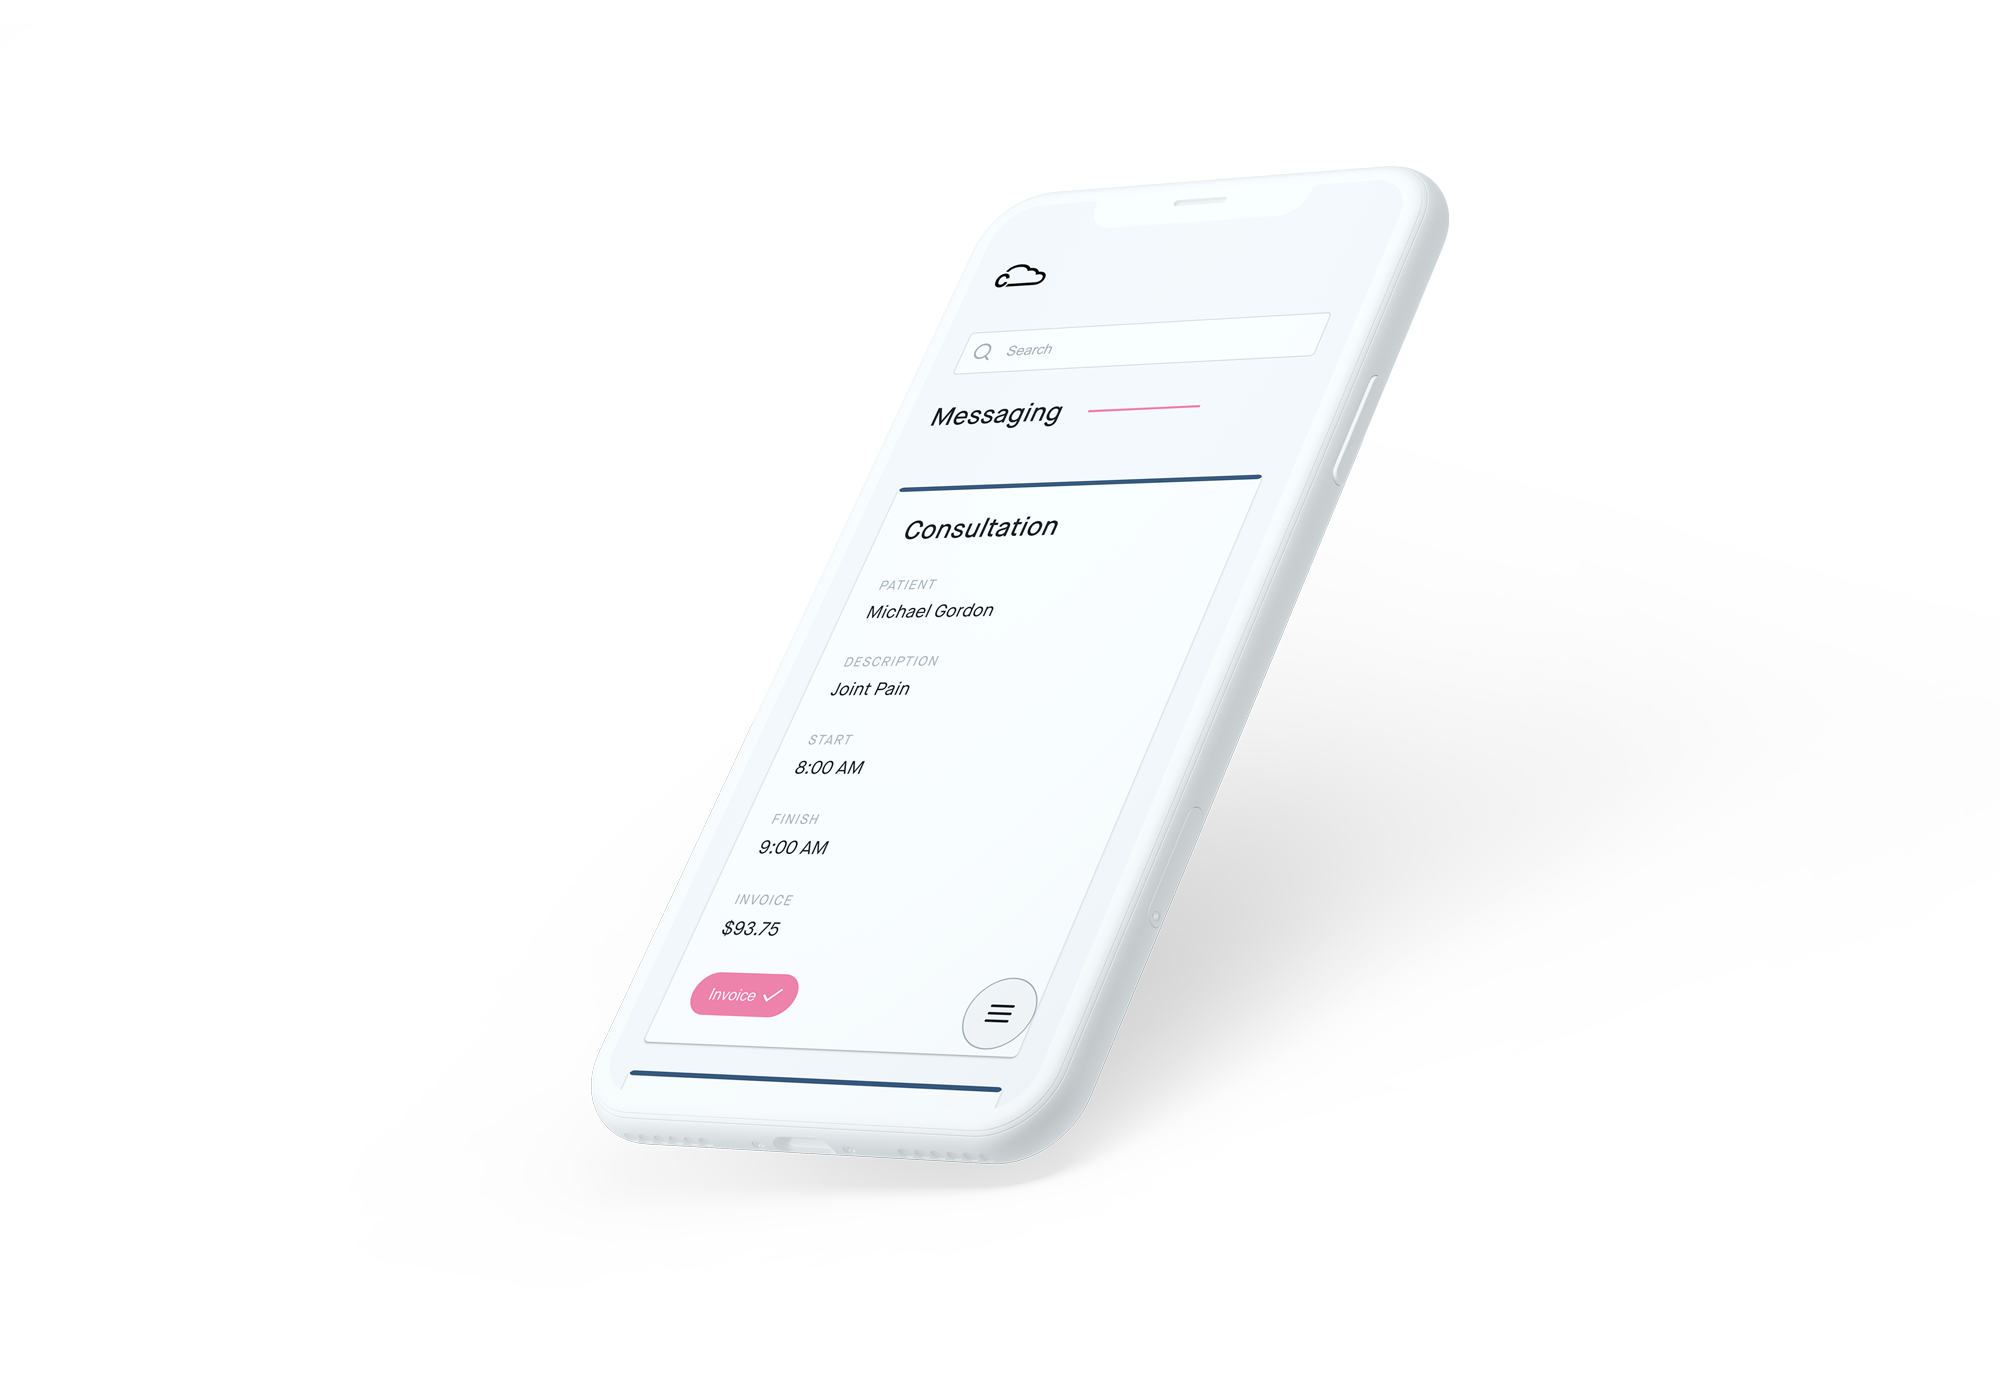 Search
Messaging
Consultation
PATIENT
Michael Gordon
DESCRIPTION
Joint Pain
START
8:00 AM
FINISH
9:00 AM
INVOICE
$93.75
Invoice